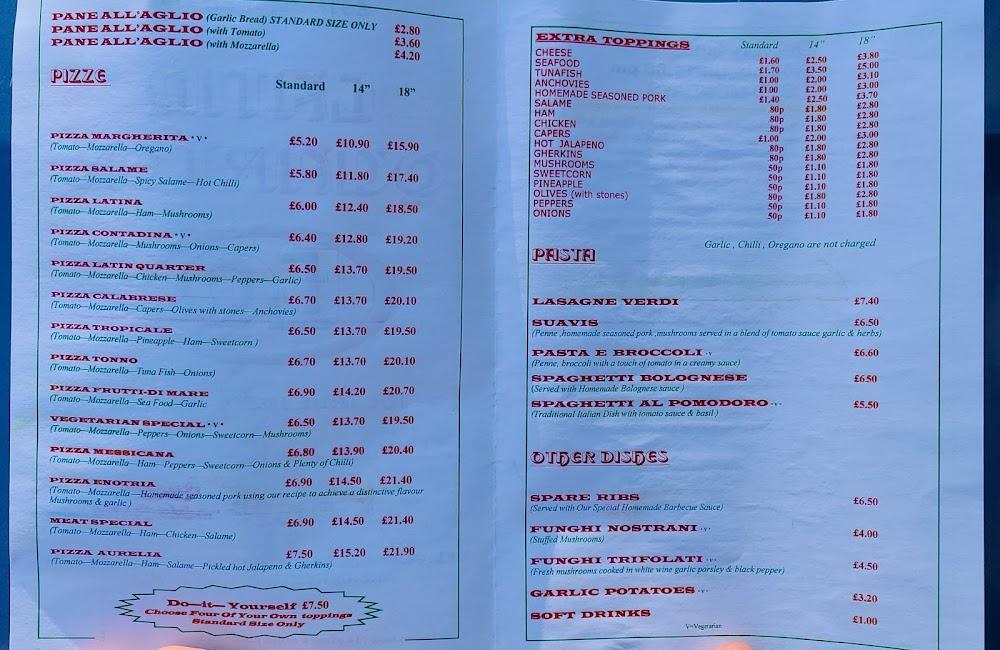 PANE ALL'AGLIO (Garlic Bread) STANDARD SIZE ONLY £2.80
PANE ALL'AGLIO (with Tomato) £3.60
PANE ALL'AGLIO (with Mozzarella) £4.20
PIZZE
Standard 14" 18"
PIZZA MARGHERITA ·V· £5.20 £10.90 £15.90
(Tomato—Mozzarella—Oregano)
PIZZA SALAME £5.80 £11.80 £17.40
(Tomato—Mozzarella—Spicy Salame—Hot Chilli)
PIZZA LATINA £6.00 £12.40 £18.50
(Tomato—Mozzarella—Ham—Mushrooms)
PIZZA CONTADINA ·V· £6.40 £12.80 £19.20
(Tomato—Mozzarella—Mushrooms—Onions—Capers)
PIZZA LATIN QUARTER £6.50 £13.70 £19.50
(Tomato—Mozzarella—Chicken—Mushrooms—Peppers—Garlic)
PIZZA CALABRESE £6.70 £13.70 £20.10
(Tomato—Mozzarella—Capers—Olives with stones—Anchovies)
PIZZA TROPICALE £6.50 £13.70 £19.50
(Tomato—Mozzarella—Pineapple—Ham—Sweetcorn )
PIZZA TONNO £6.70 £13.70 £20.10
(Tomato—Mozzarella—Tuna Fish—Onions)
PIZZA FRUTTI-DI MARE £6.90 £14.20 £20.70
(Tomato—Mozzarella—Sea Food—Garlic
VEGETARIAN SPECIAL ·V· £6.50 £13.70 £19.50
(Tomato—Mozzarella—Peppers—Onions—Sweetcorn—Mushrooms)
PIZZA MESSICANA £6.80 £13.90 £20.40
(Tomato—Mozzarella—Ham—Peppers—Sweetcorn—Onions & Plenty of Chilli)
PIZZA ENOTRIA £6.90 £14.50 £21.40
(Tomato—Mozzarella —Homemade seasoned pork using our recipe to achieve a distinctive flavour
Mushrooms & garlic )
MEAT SPECIAL £6.90 £14.50 £21.40
(Tomato—Mozzarella—Ham—Chicken—Salame)
PIZZA AURELIA £7.50 £15.20 £21.90
(Tomato—Mozzarella—Ham—Salame—Pickled hot Jalapeno & Gherkins)
Do—it—Yourself £7.50
Choose Four Of Your Own toppings
Standard Size Only
EXTRA TOPPINGS Standard 14" 18"
CHEESE £1.60 £2.50 £3.80
SEAFOOD £1.70 £3.50 £5.00
TUNAFISH £1.00 £2.00 £3.10
ANCHOVIES £1.00 £2.00 £3.00
HOMEMADE SEASONED PORK £1.40 £2.50 £3.70
SALAME 80p £1.80 £2.80
HAM 80p £1.80 £2.80
CHICKEN 80p £1.80 £2.80
CAPERS £1.00 £2.00 £3.00
HOT JALAPENO 80p £1.80 £2.80
GHERKINS 80p £1.80 £2.80
MUSHROOMS 50p £1.10 £1.80
SWEETCORN 50p £1.10 £1.80
PINEAPPLE 50p £1.10 £1.80
OLIVES (with stones) 80p £1.80 £2.80
PEPPERS 50p £1.10 £1.80
ONIONS 50p £1.10 £1.80
Garlic , Chilli , Oregano are not charged
PASTA
LASAGNE VERDI £7.40
SUAVIS £6.50
(Penne ,homemade seasoned pork ,mushrooms served in a blend of tomato sauce garlic & herbs)
PASTA E BROCCOLI ·V· £6.60
(Penne, broccoli with a touch of tomato in a creamy sauce)
SPAGHETTI BOLOGNESE £6.50
(Served with Homemade Bolognese sauce )
SPAGHETTI AL POMODORO ·V· £5.50
(Traditional Italian Dish with tomato sauce & basil )
OTHER DISHES
SPARE RIBS £6.50
(Served with Our Special Homemade Barbecue Sauce)
FUNGHI NOSTRANI ·V· £4.00
(Stuffed Mushrooms)
FUNGHI TRIFOLATI ·V· £4.50
(Fresh mushrooms cooked in white wine garlic parsley & black pepper)
GARLIC POTATOES ·V· £3.20
SOFT DRINKS £1.00
V=Vegetarian